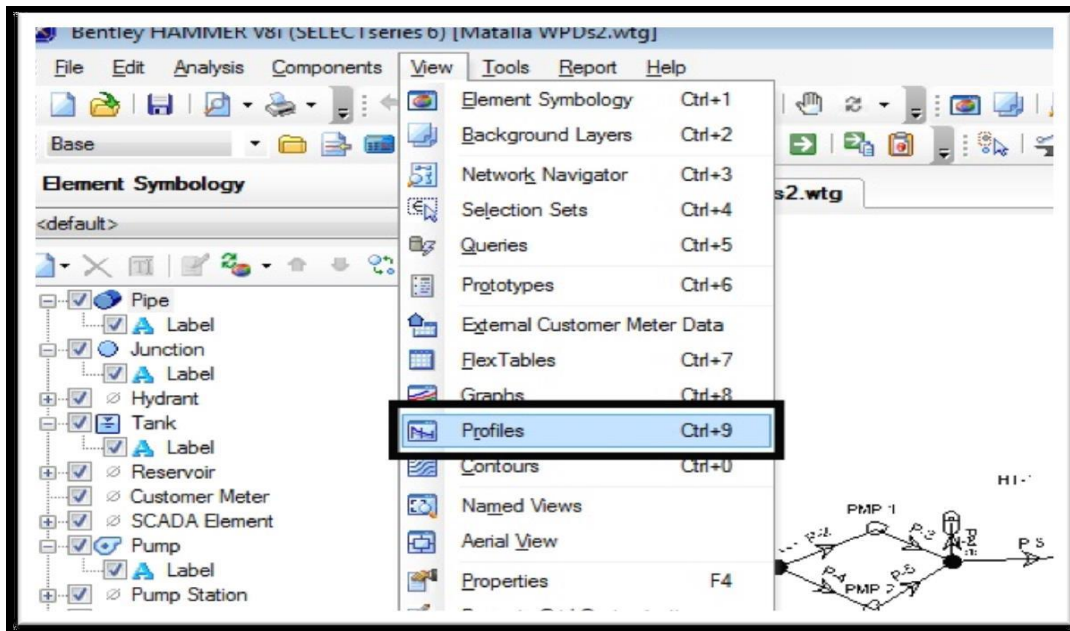 Bentley HAMMER V8i (SELECTseries 6) [Matalla WPDs2.wtg]
File Edit Analysis Components View Tools Report Help
Base
Element Symbology
<default>
Pipe
Label
Junction
Label
Hydrant
Tank
Label
Reservoir
Customer Meter
SCADA Element
Pump
Label
Pump Station
Element Symbology Ctrl+1
Background Layers Ctrl+2
Network Navigator Ctrl+3
Selection Sets Ctrl+4
Queries Ctrl+5
Prototypes Ctrl+6
External Customer Meter Data
FlexTables Ctrl+7
Graphs Ctrl+8
Profiles Ctrl+9
Contours Ctrl+0
Named Views
Aerial View
Properties F4
s2.wtg
PMP 1
P.4
P.5
PMP 2